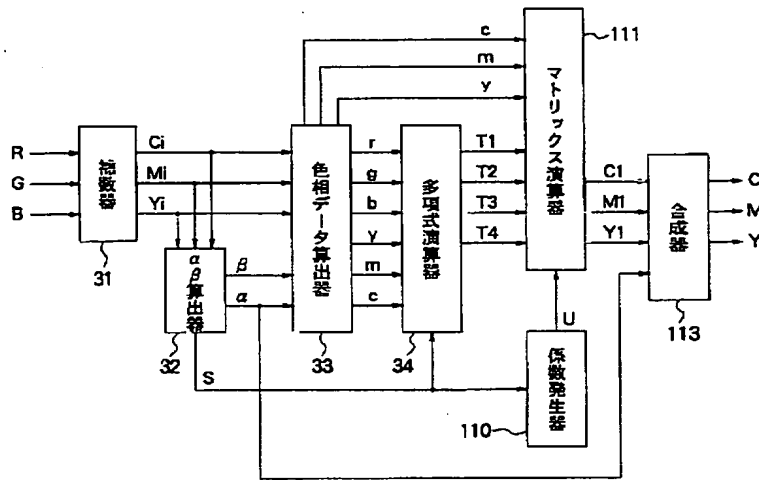 c
m
y
111
R
G
B
補数器
31
Ci
Mi
Yi
αβ算出器
32
β
α
S
色相データ算出器
33
r
g
b
y
m
c
多項式演算器
34
T1
T2
T3
T4
マトリックス演算器
U
係数発生器
110
C1
M1
Y1
合成器
113
C
M
Y